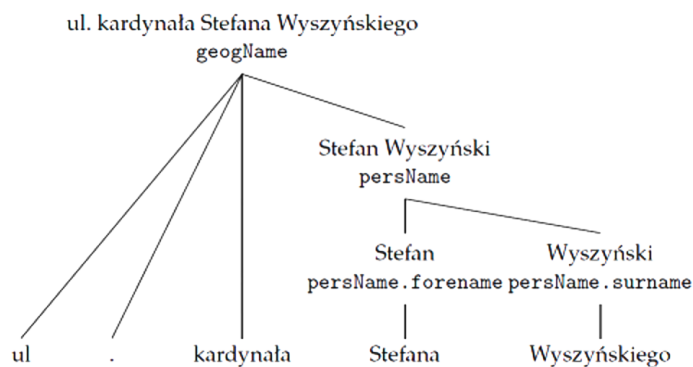 ul. kardynała Stefana Wyszyńskiego
geogName
Stefan Wyszyński
persName
Stefan Wyszyński
persName.forename persName.surname
ul . kardynała Stefana Wyszyńskiego